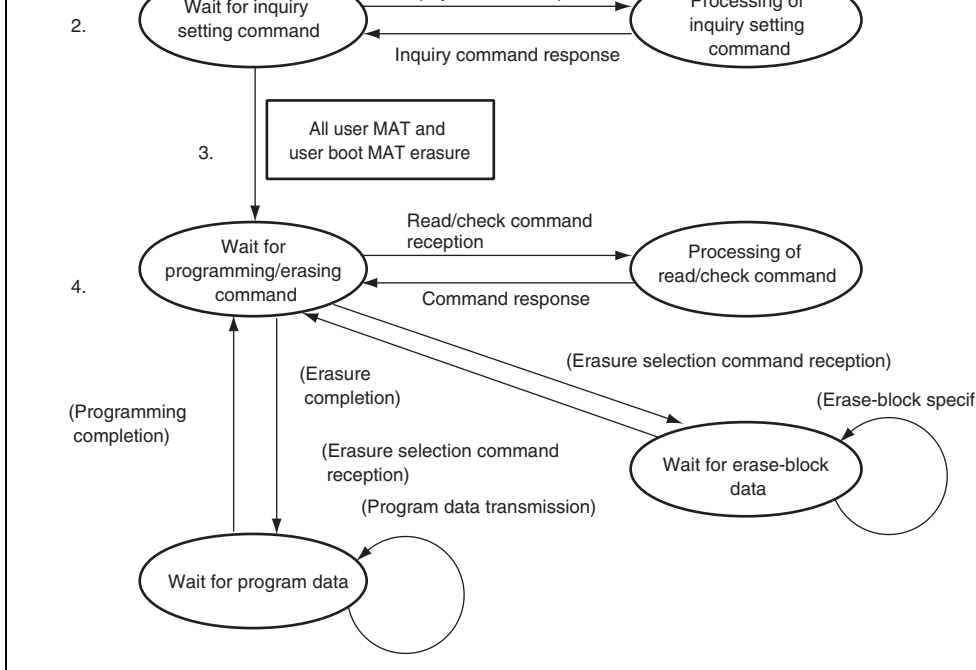 2.
Wait for inquiry
setting command
Processing of
inquiry setting
command
Inquiry command response
3.
All user MAT and
user boot MAT erasure
4.
Wait for
programming/erasing
command
Read/check command
reception
Command response
Processing of
read/check command
(Erasure selection command reception)
(Erasure
completion)
(Programming
completion)
(Erase-block specif
(Erasure selection command
reception)
Wait for erase-block
data
(Program data transmission)
Wait for program data